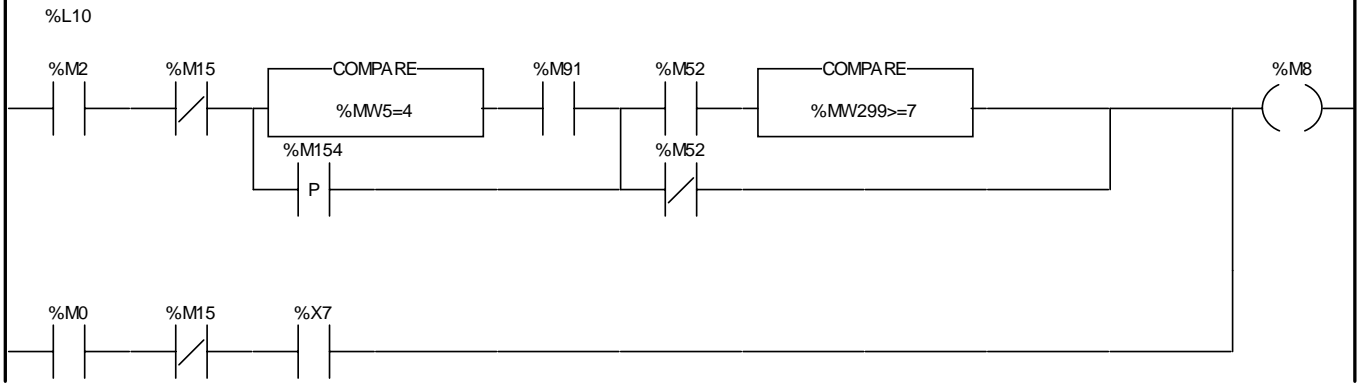 %L10
%M2 %M15 COMPARE %M91 %M52 COMPARE %M8
%MW5=4 %MW299>=7
%M154 %M52
P
%M0 %M15 %X7